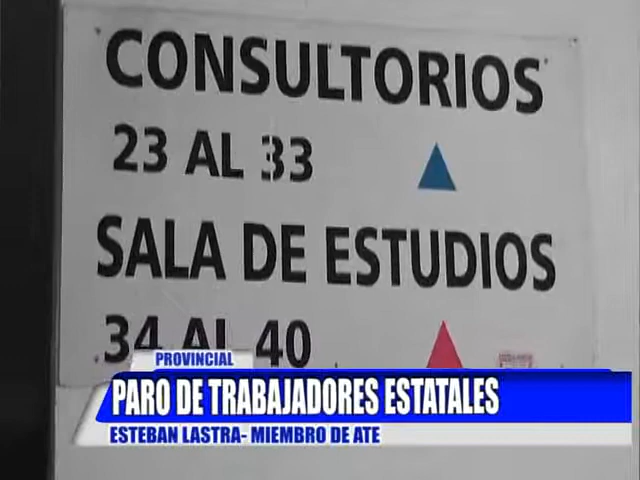 CONSULTORIOS
23 AL 33
SALA DE ESTUDIOS
34 AL 40
PROVINCIAL
PARO DE TRABAJADORES ESTATALES
ESTEBAN LASTRA- MIEMBRO DE ATE